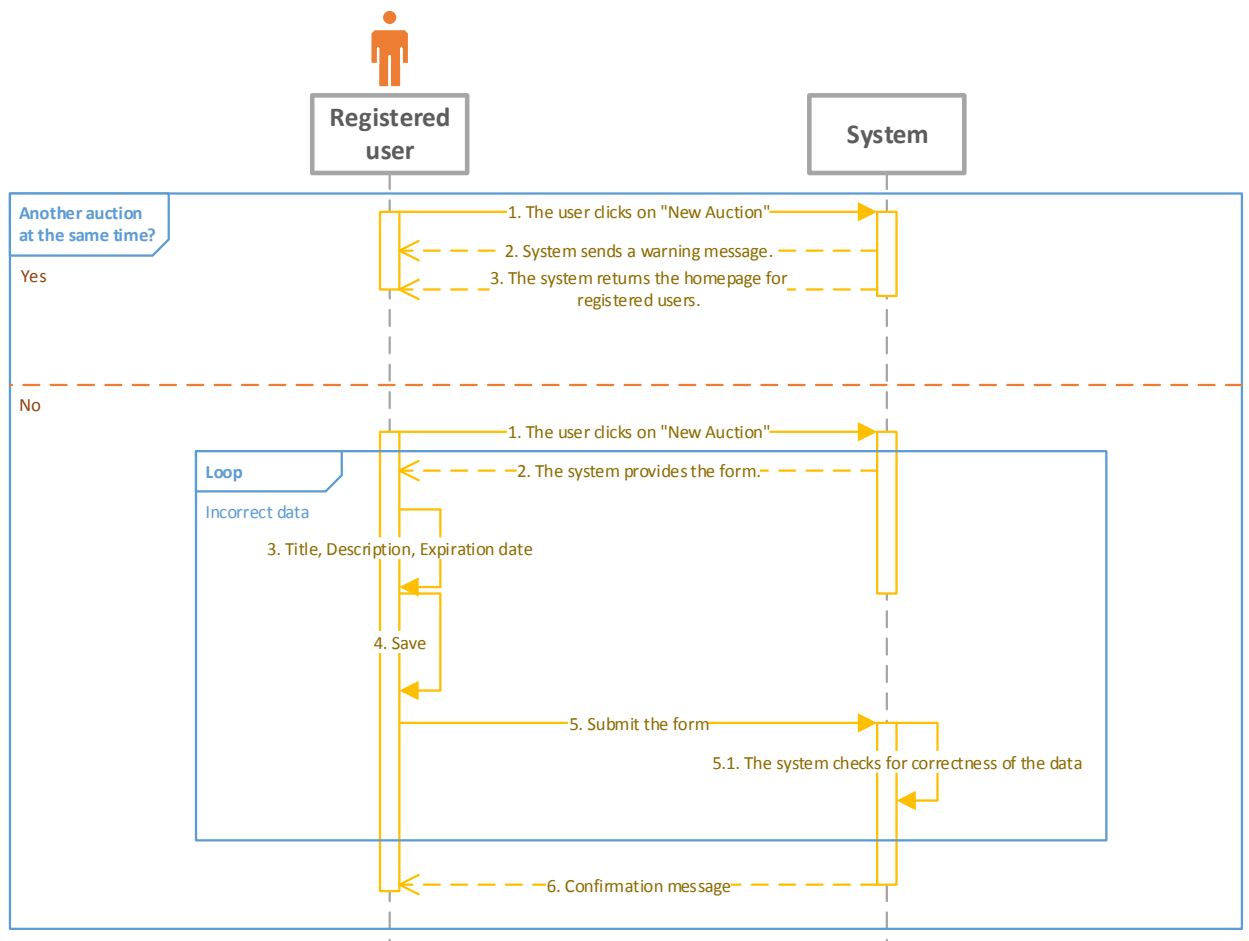 Registered
user
System
Another auction
at the same time?
Yes
1. The user clicks on "New Auction"
2. System sends a warning message.
3. The system returns the homepage for
registered users.
No
1. The user clicks on "New Auction"
Loop
2. The system provides the form.
Incorrect data
3. Title, Description, Expiration date
4. Save
5. Submit the form
5.1. The system checks for correctness of the data
6. Confirmation message